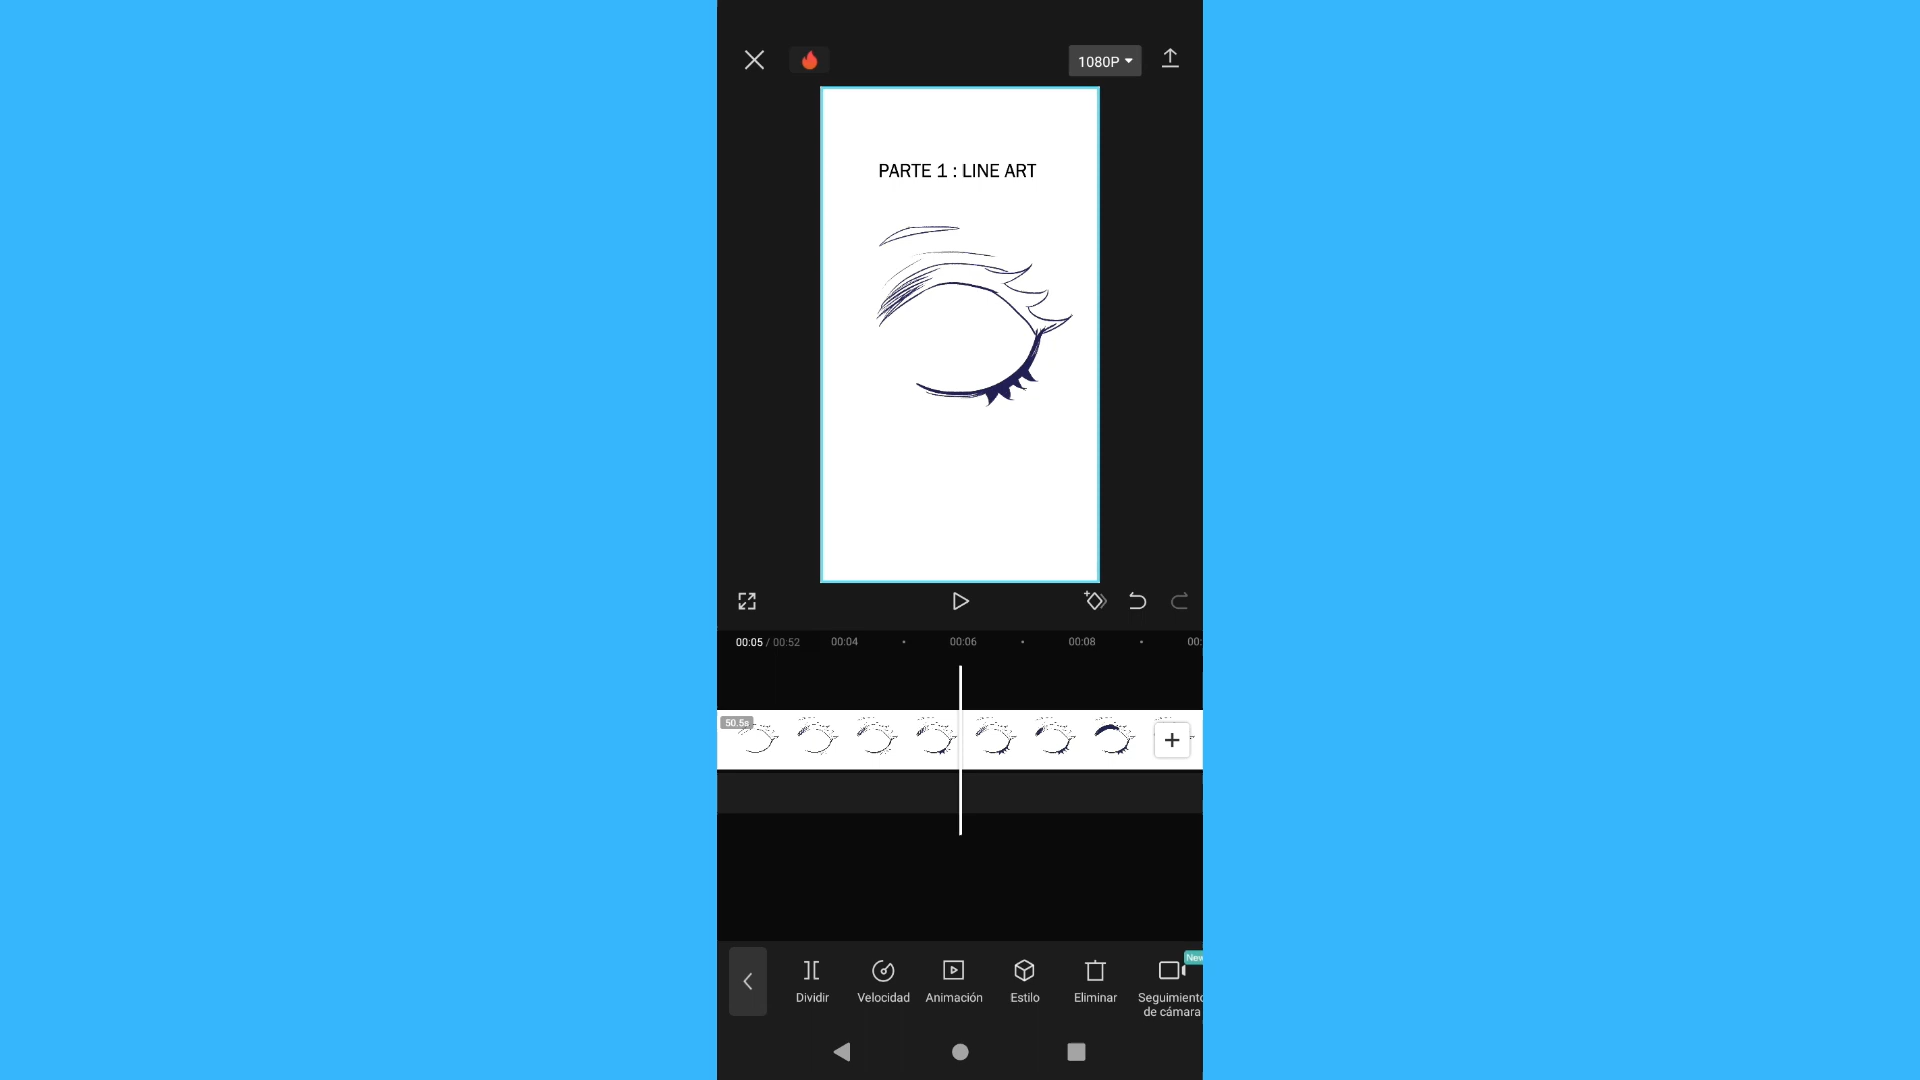 1080P
PARTE 1 : LINE ART
00:05 / 00:52 00:04 00:06 00:08 00:
50.5s
New
Dividir Velocidad Animación Estilo Eliminar Seguimiento
de cámara